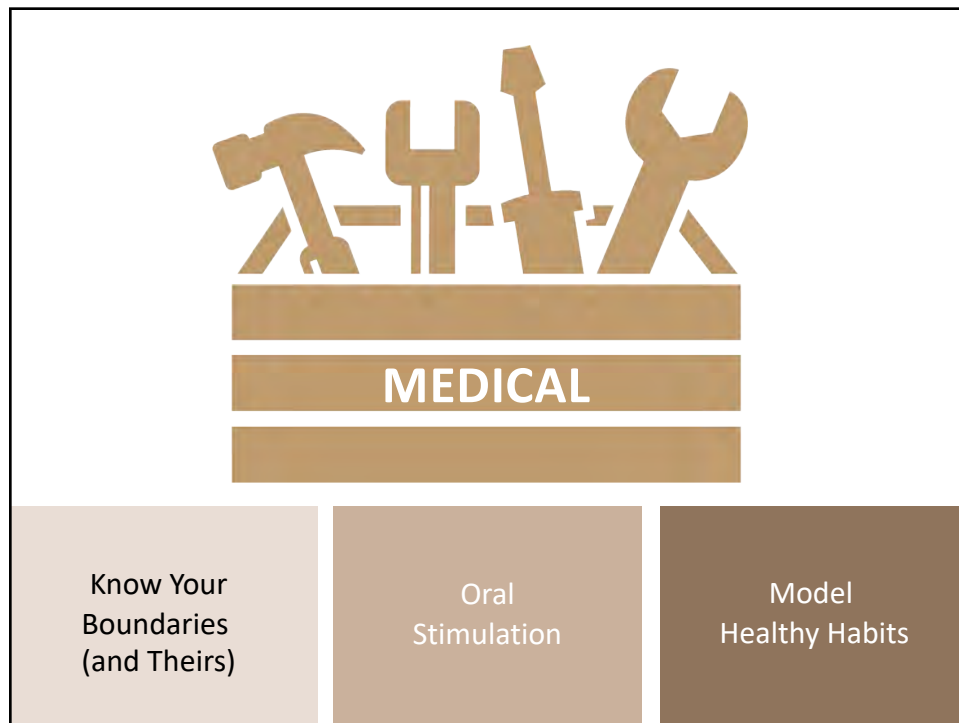 MEDICAL
Know Your
Boundaries
(and Theirs)
Oral
Stimulation
Model
Healthy Habits